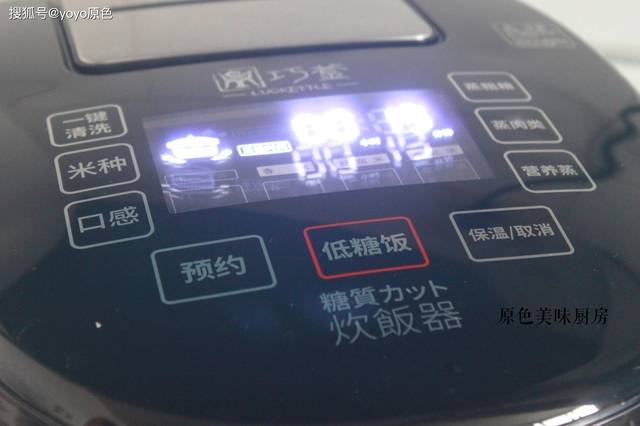 搜狐号@yoyo原色
巧釜
LUCKETTLE
一键
清洗
米种
口感
预约
低糖饭
保温/取消
蒸粗粮
蒸肉类
营养蒸
糖質カット
炊飯器
原色美味厨房